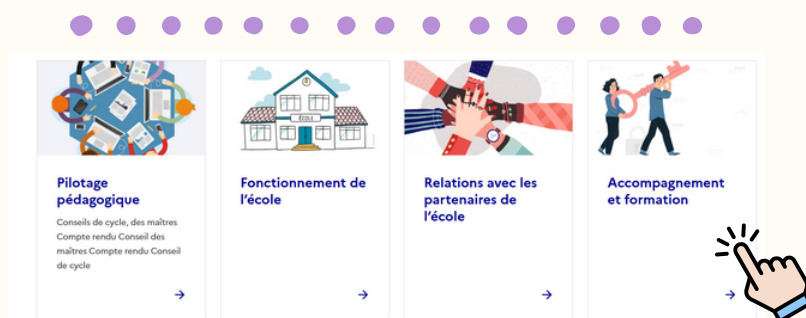 Pilotage
pédagogique
Conseils de cycle, des maîtres
Compte rendu Conseil des
maîtres Compte rendu Conseil
de cycle
ÉCOLE
Fonctionnement de
l'école
Relations avec les
partenaires de
l'école
Accompagnement
et formation